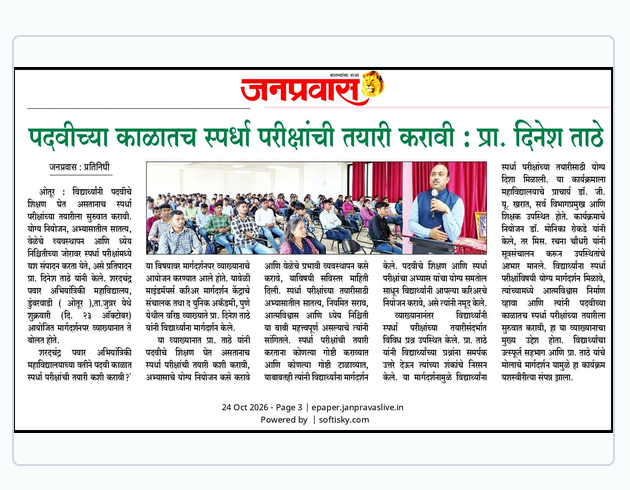 बातम्यांचा राजा
जनप्रवास
पदवीच्या काळातच स्पर्धा परीक्षांची तयारी करावी : प्रा. दिनेश ताठे
जनप्रवास : प्रतिनिधी
ओतूर : विद्यार्थ्यांनी पदवीचे
शिक्षण घेत असतानाच स्पर्धा
परीक्षांच्या तयारीला सुरुवात करावी.
योग्य नियोजन, अभ्यासातील सातत्य,
वेळेचे व्यवस्थापन आणि ध्येय
निश्चितीच्या जोरावर स्पर्धा परीक्षांमध्ये
यश संपादन करता येते, असे प्रतिपादन
प्रा. दिनेश ताठे यांनी केले. शरदचंद्र
पवार अभियांत्रिकी महाविद्यालय,
डुंबरवाडी ( ओतूर ),ता.जुन्नर येथे
शुक्रवारी (दि. २३ ऑक्टोबर)
आयोजित मार्गदर्शनपर व्याख्यानात ते
बोलत होते.
शरदचंद्र पवार अभियांत्रिकी
महाविद्यालयाच्या वतीने पदवी काळात
स्पर्धा परीक्षांची तयारी कशी करावी ?'
या विषयावर मार्गदर्शनपर व्याख्यानाचे
आयोजन करण्यात आले होते. यावेळी
माइंडमॅपर्स करिअर मार्गदर्शन केंद्राचे
संचालक तथा द युनिक अकॅडमी, पुणे
येथील वरिष्ठ व्याख्याते प्रा. दिनेश ताठे
यांनी विद्यार्थ्यांना मार्गदर्शन केले.
या व्याख्यानात प्रा. ताठे यांनी
पदवीचे शिक्षण घेत असतानाच
स्पर्धा परीक्षांची तयारी कशी करावी,
अभ्यासाचे योग्य नियोजन कसे करावे
आणि वेळेचे प्रभावी व्यवस्थापन कसे
करावे, याविषयी सविस्तर माहिती
दिली. स्पर्धा परीक्षांच्या तयारीसाठी
अभ्यासातील सातत्य, नियमित सराव,
आत्मविश्वास आणि ध्येय निश्चिती
या बाबी महत्त्वपूर्ण असल्याचे त्यांनी
सांगितले. स्पर्धा परीक्षांची तयारी
करताना कोणत्या गोष्टी कराव्यात
आणि कोणत्या गोष्टी टाळाव्यात,
याबाबतही त्यांनी विद्यार्थ्यांना मार्गदर्शन
केले. पदवीचे शिक्षण आणि स्पर्धा
परीक्षांचा अभ्यास यांचा योग्य समतोल
साधून विद्यार्थ्यांनी आपल्या करिअरचे
नियोजन करावे, असे त्यांनी नमूद केले.
व्याख्यानानंतर विद्यार्थ्यांनी
स्पर्धा परीक्षांच्या तयारीसंदर्भात
विविध प्रश्न उपस्थित केले. प्रा. ताठे
यांनी विद्यार्थ्यांच्या प्रश्नांना समर्पक
उत्तरे देऊन त्यांच्या शंकांचे निरसन
केले. या मार्गदर्शनामुळे विद्यार्थ्यांना
स्पर्धा परीक्षांच्या तयारीसाठी योग्य
दिशा मिळाली. या कार्यक्रमाला
महाविद्यालयाचे प्राचार्य डॉ. जी.
यू. खरात, सर्व विभागप्रमुख आणि
शिक्षक उपस्थित होते. कार्यक्रमाचे
नियोजन डॉ. मोनिका रोकडे यांनी
केले, तर मिस. रचना चौधरी यांनी
सूत्रसंचालन करून उपस्थितांचे
आभार मानले. विद्यार्थ्यांना स्पर्धा
परीक्षांविषयी योग्य मार्गदर्शन मिळावे,
त्यांच्यामध्ये आत्मविश्वास निर्माण
व्हावा आणि त्यांनी पदवीच्या
काळातच स्पर्धा परीक्षांच्या तयारीला
सुरुवात करावी, हा या व्याख्यानाचा
मुख्य उद्देश होता. विद्यार्थ्यांचा
उत्स्फूर्त सहभाग आणि प्रा. ताठे यांचे
मोलाचे मार्गदर्शन यामुळे हा कार्यक्रम
यशस्वीरीत्या संपन्न झाला.
24 Oct 2026 - Page 3 | epaper.janpravaslive.in
Powered by | softisky.com